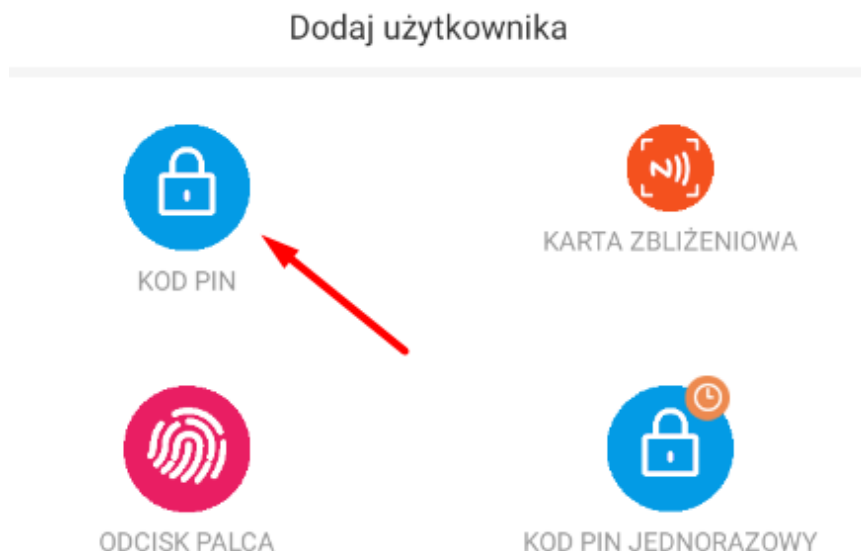 Dodaj użytkownika
KOD PIN
KARTA ZBLIŻENIOWA
ODCISK PALCA
KOD PIN JEDNORAZOWY